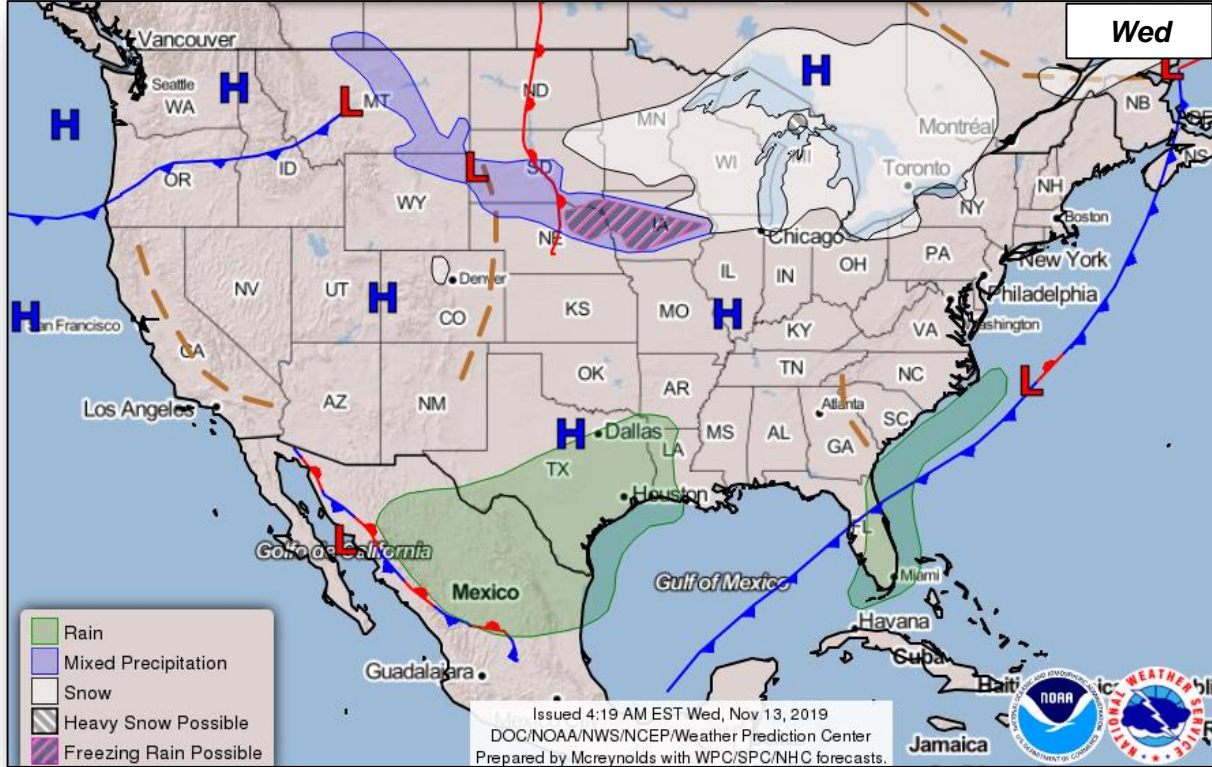 Wed
Vancouver
Seattle
WA
H
H
L
MT
ND
MN
H
L
NB
Montréal
OR
ID
L
SD
WI
MI
Toronto
NS
WY
NE
IA
NY
NH
Boston
Chicago
New York
PA
Philadelphia
NV
UT
H
Denver
CO
KS
MO
IL
IN
OH
H
KY
VA
Washington
H
San Francisco
CA
TN
NC
L
Los Angeles
AZ
NM
OK
AR
Atlanta
SC
H
Dallas
LA
MS
AL
GA
TX
Houston
L
Golfo de California
FL
Mexico
Gulf of Mexico
Miami
Havana
Cuba
Guadalajara
Jamaica
Rain
Mixed Precipitation
Snow
Heavy Snow Possible
Freezing Rain Possible
Issued 4:19 AM EST Wed, Nov 13, 2019
DOC/NOAA/NWS/NCEP/Weather Prediction Center
Prepared by Mcreynolds with WPC/SPC/NHC forecasts.
NOAA
NATIONAL WEATHER SERVICE